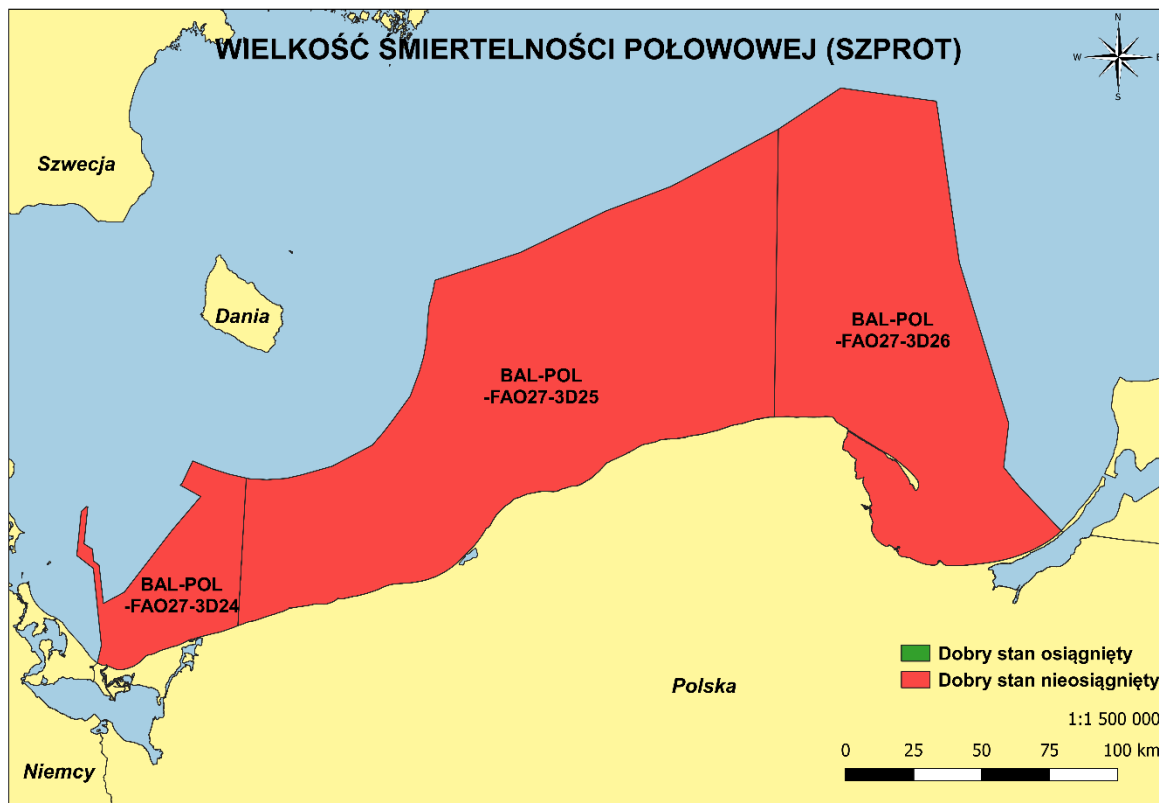 WIELKOŚĆ ŚMIERTELNOŚCI POŁOWOWEJ (SZPROT)
N
W E
S
Szwecja
Dania
BAL-POL
-FAO27-3D26
BAL-POL
-FAO27-3D25
BAL-POL
-FAO27-3D24
Polska
Niemcy
Dobry stan osiągnięty
Dobry stan nieosiągnięty
1:1 500 000
0 25 50 75 100 km